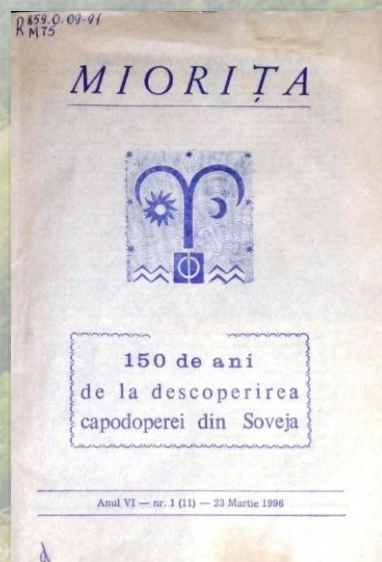 R 859.0.09-91
M75
MIORIȚA
150 de ani
de la descoperirea
capodoperei din Soveja
Anul VI — nr. 1 (11) — 23 Martie 1996